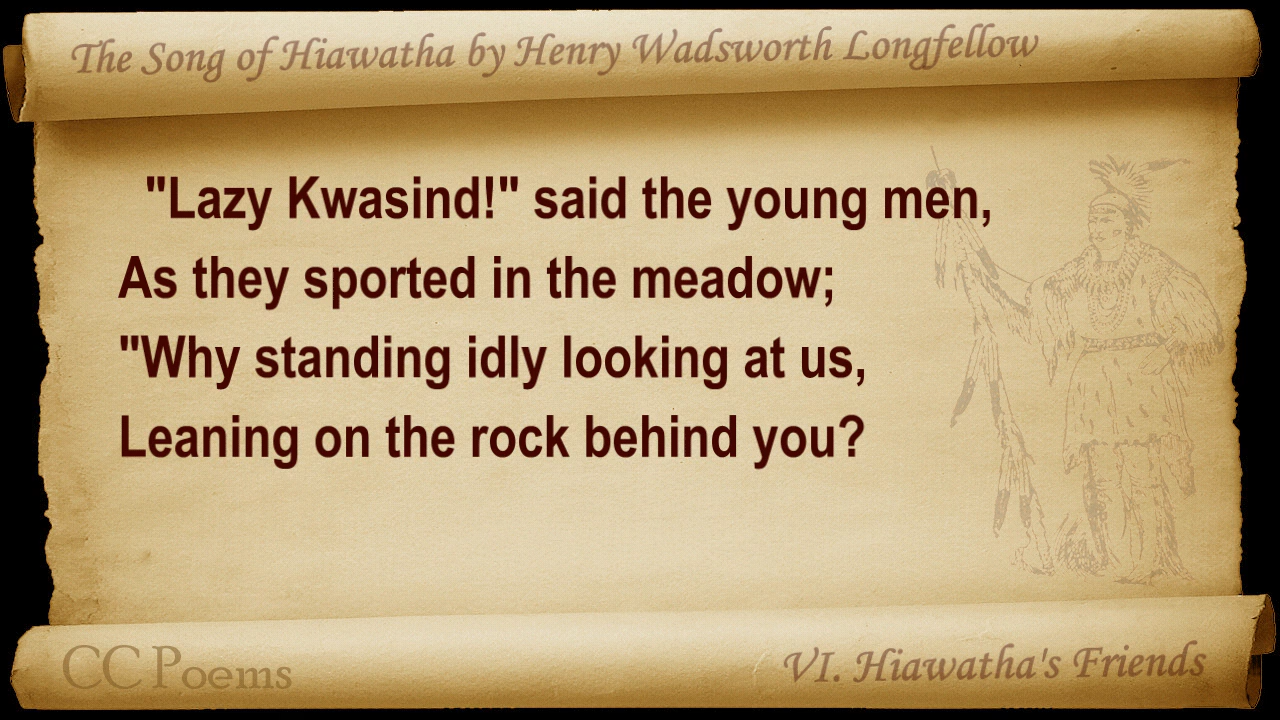 The Song of Hiawatha by Henry Wadsworth Longfellow
"Lazy Kwasind!" said the young men,
As they sported in the meadow;
"Why standing idly looking at us,
Leaning on the rock behind you?
CC Poems
VI. Hiawatha's Friends